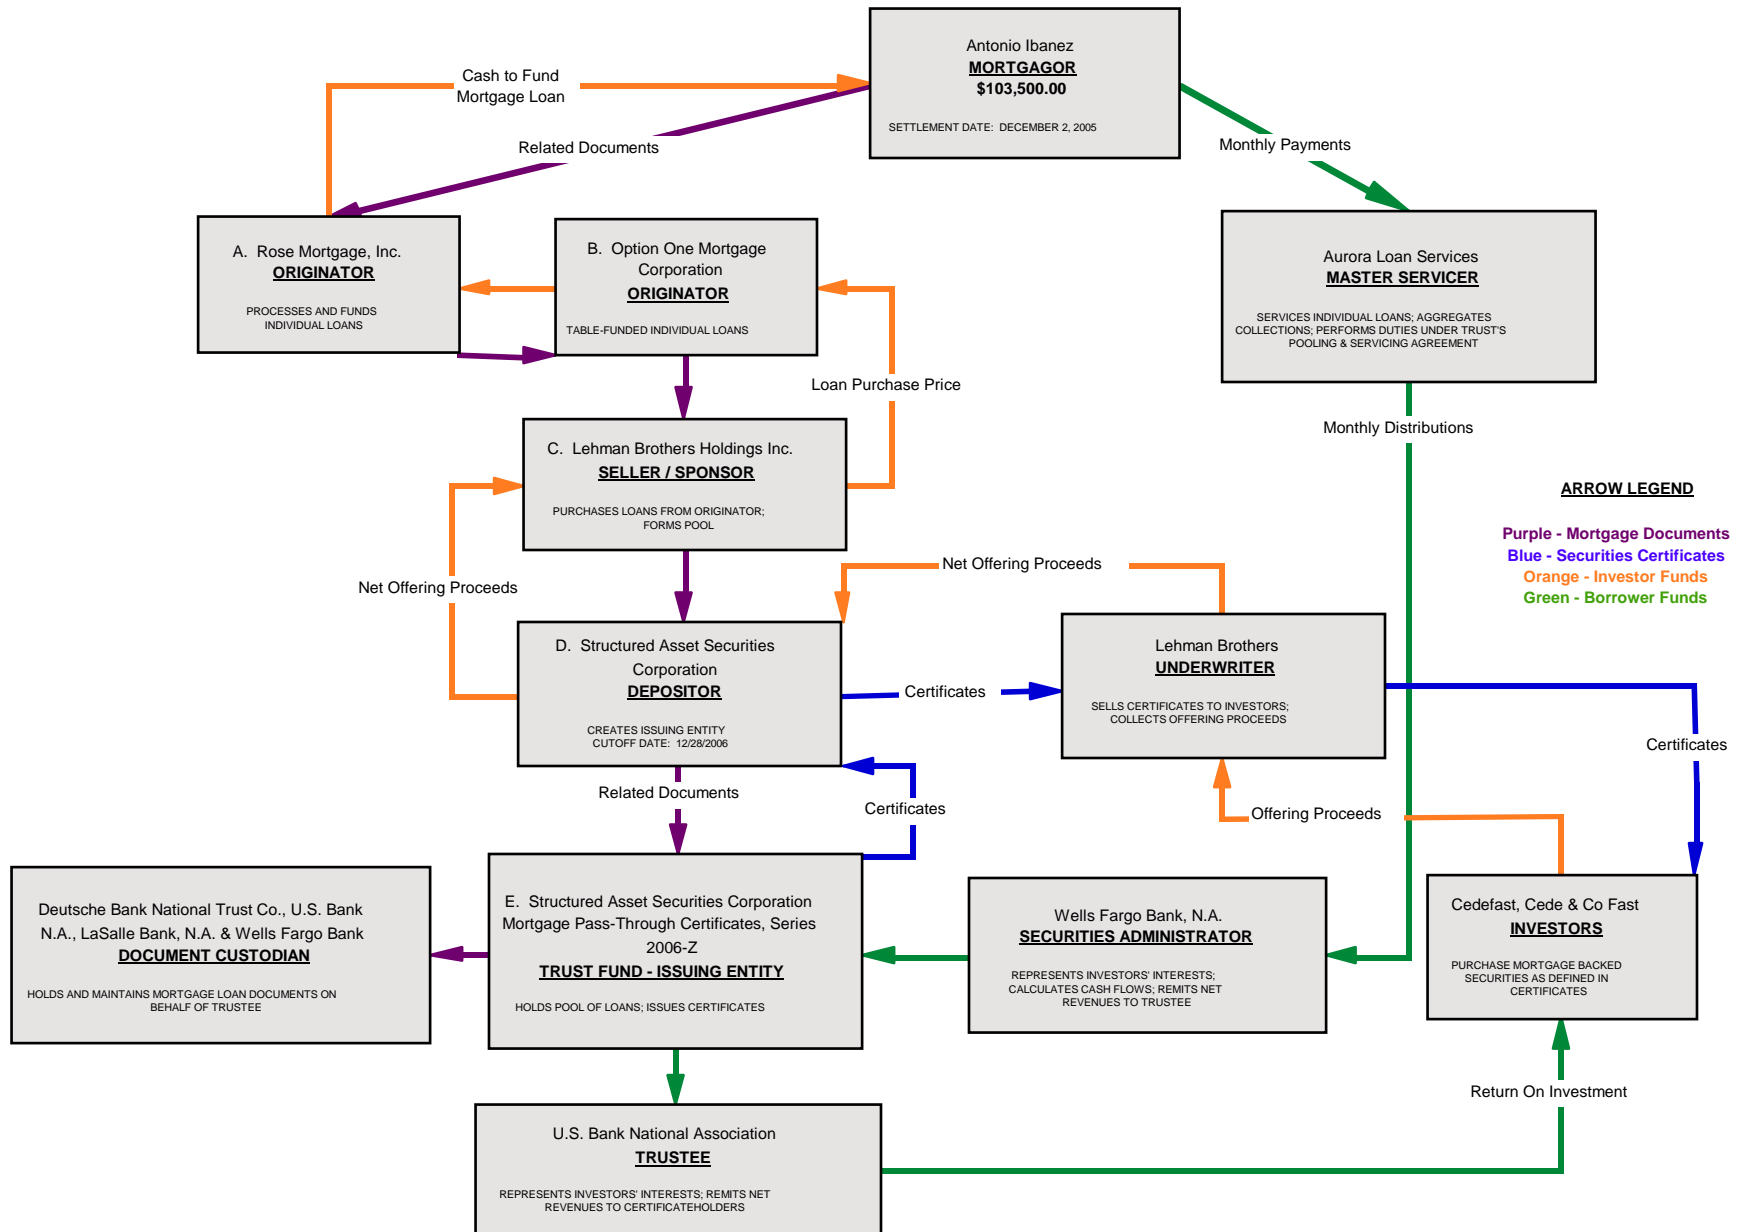 Antonio Ibanez
MORTGAGOR
$103,500.00
SETTLEMENT DATE: DECEMBER 2, 2005
Cash to Fund
Mortgage Loan
Related Documents
Monthly Payments
A. Rose Mortgage, Inc.
ORIGINATOR
PROCESSES AND FUNDS
INDIVIDUAL LOANS
B. Option One Mortgage
Corporation
ORIGINATOR
TABLE-FUNDED INDIVIDUAL LOANS
Aurora Loan Services
MASTER SERVICER
SERVICES INDIVIDUAL LOANS; AGGREGATES
COLLECTIONS; PERFORMS DUTIES UNDER TRUST'S
POOLING & SERVICING AGREEMENT
Loan Purchase Price
Monthly Distributions
C. Lehman Brothers Holdings Inc.
SELLER / SPONSOR
PURCHASES LOANS FROM ORIGINATOR;
FORMS POOL
ARROW LEGEND
Purple - Mortgage Documents
Blue - Securities Certificates
Orange - Investor Funds
Green - Borrower Funds
Net Offering Proceeds
Net Offering Proceeds
D. Structured Asset Securities
Corporation
DEPOSITOR
CREATES ISSUING ENTITY
CUTOFF DATE: 12/28/2006
Certificates
Lehman Brothers
UNDERWRITER
SELLS CERTIFICATES TO INVESTORS;
COLLECTS OFFERING PROCEEDS
Certificates
Related Documents
Certificates
Offering Proceeds
Deutsche Bank National Trust Co., U.S. Bank
N.A., LaSalle Bank, N.A. & Wells Fargo Bank
DOCUMENT CUSTODIAN
HOLDS AND MAINTAINS MORTGAGE LOAN DOCUMENTS ON
BEHALF OF TRUSTEE
E. Structured Asset Securities Corporation
Mortgage Pass-Through Certificates, Series
2006-Z
TRUST FUND - ISSUING ENTITY
HOLDS POOL OF LOANS; ISSUES CERTIFICATES
Wells Fargo Bank, N.A.
SECURITIES ADMINISTRATOR
REPRESENTS INVESTORS' INTERESTS;
CALCULATES CASH FLOWS; REMITS NET
REVENUES TO TRUSTEE
Cedefast, Cede & Co Fast
INVESTORS
PURCHASE MORTGAGE BACKED
SECURITIES AS DEFINED IN
CERTIFICATES
Return On Investment
U.S. Bank National Association
TRUSTEE
REPRESENTS INVESTORS' INTERESTS; REMITS NET
REVENUES TO CERTIFICATEHOLDERS